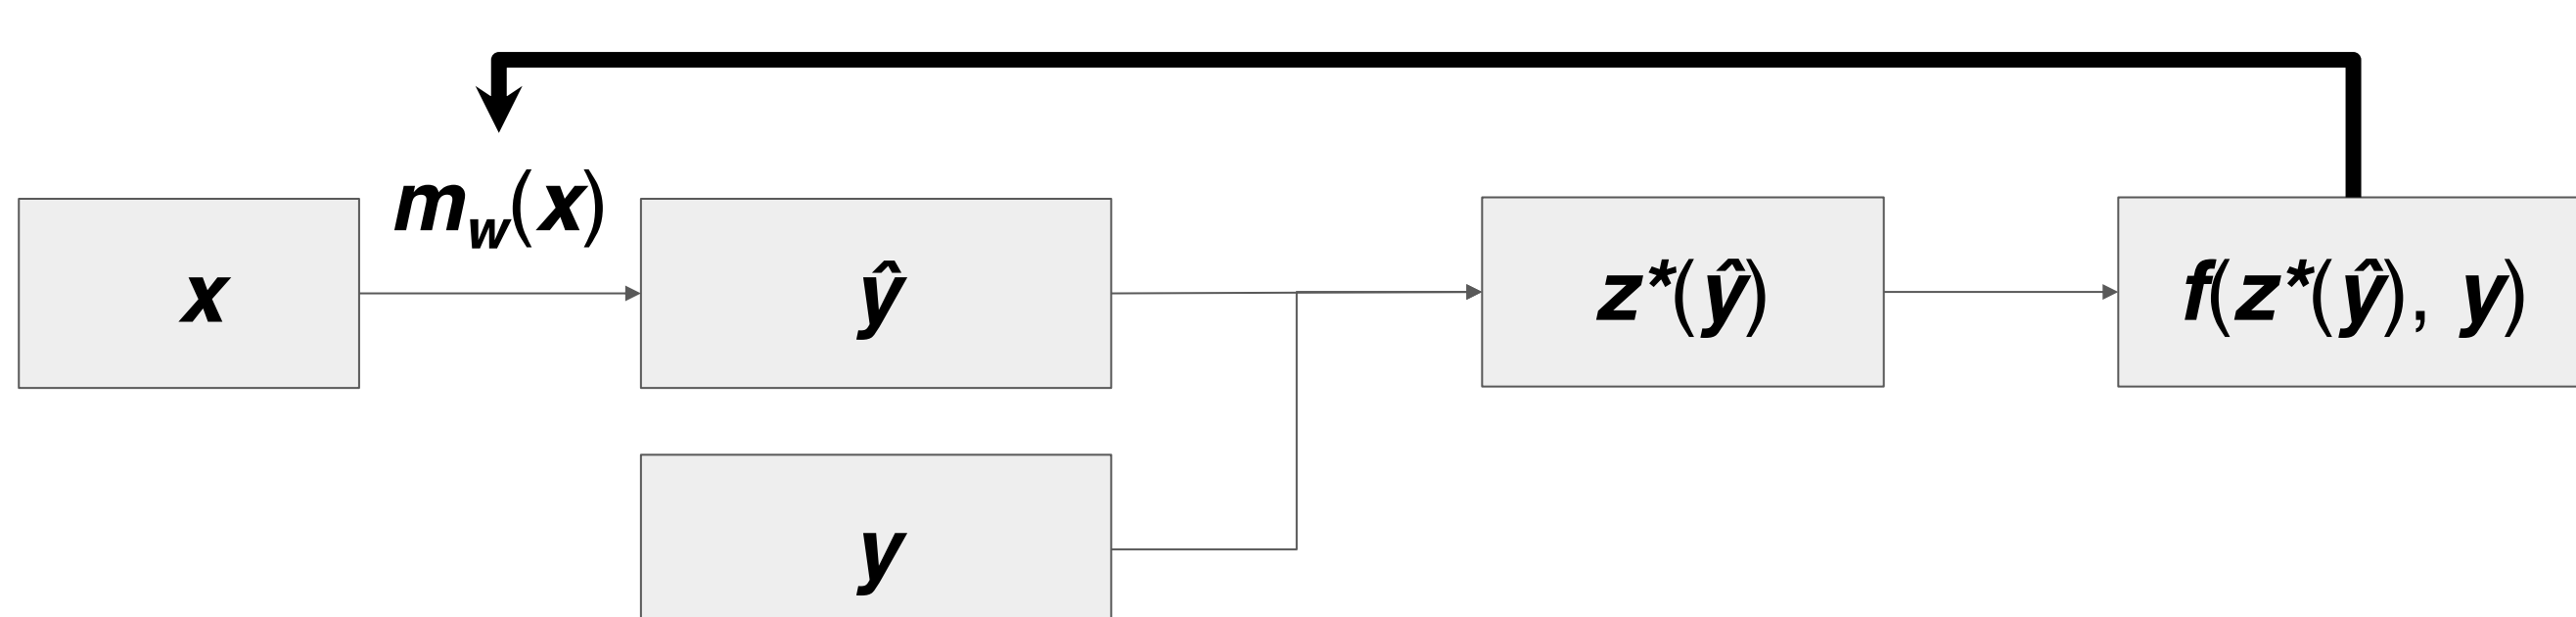 m_w(x)
x
ŷ
z*(ŷ)
f(z*(ŷ), y)
y